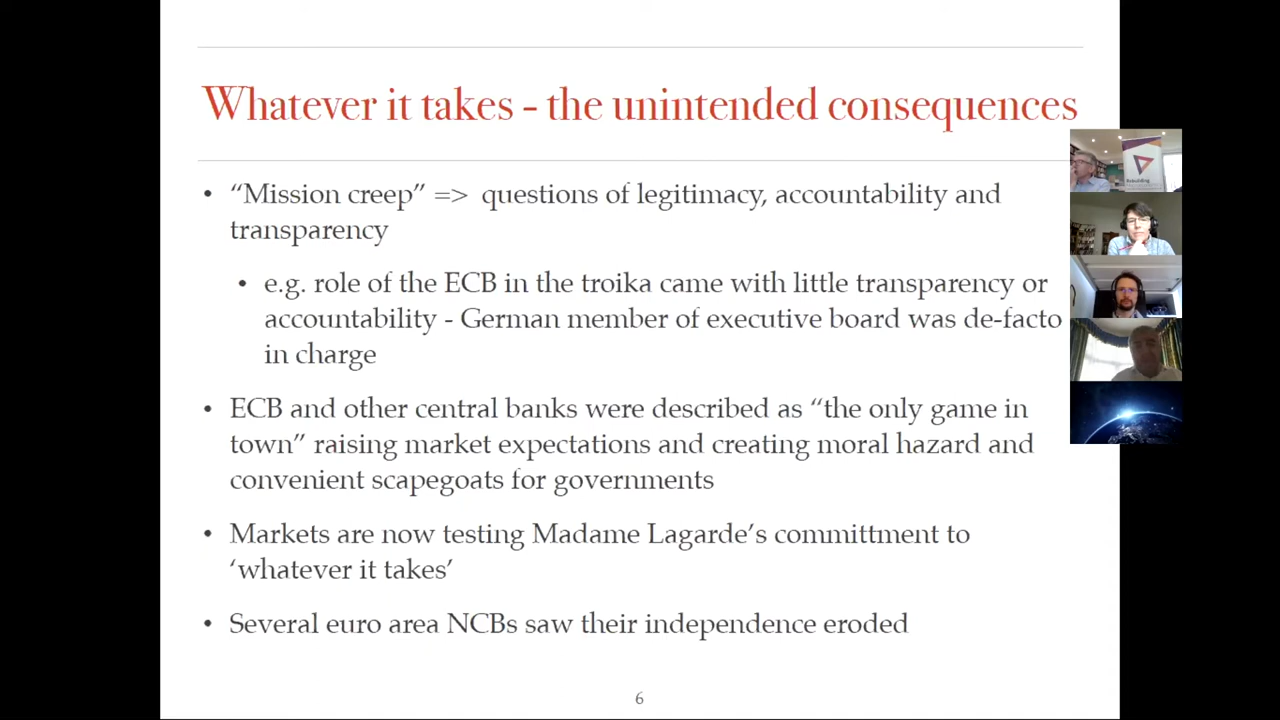 Whatever it takes - the unintended consequences
• “Mission creep” => questions of legitimacy, accountability and
transparency
• e.g. role of the ECB in the troika came with little transparency or
accountability - German member of executive board was de-facto
in charge
• ECB and other central banks were described as “the only game in
town” raising market expectations and creating moral hazard and
convenient scapegoats for governments
• Markets are now testing Madame Lagarde’s committment to
‘whatever it takes’
• Several euro area NCBs saw their independence eroded
6
Rebuilding